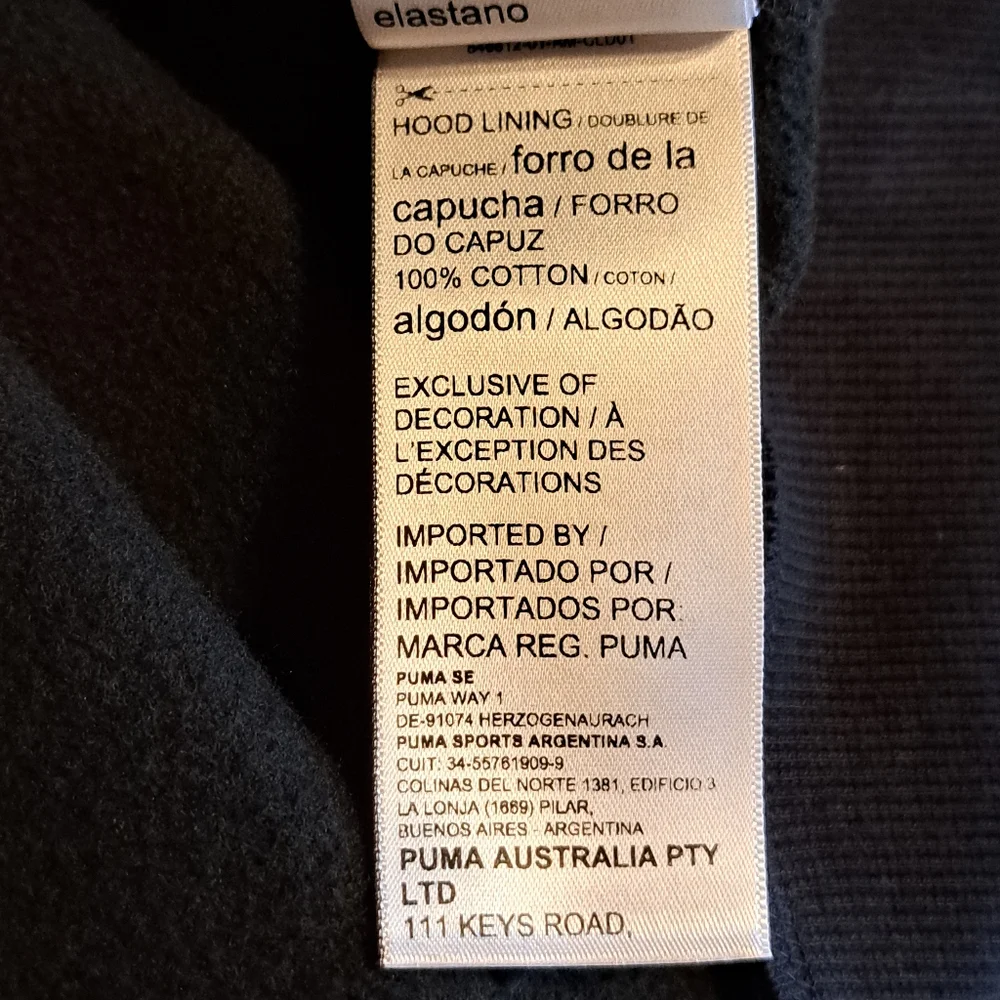 elastano
HOOD LINING / DOUBLURE DE
LA CAPUCHE / forro de la
capucha / FORRO
DO CAPUZ
100% COTTON / COTON /
algodón / ALGODÃO
EXCLUSIVE OF
DECORATION / À
L'EXCEPTION DES
DÉCORATIONS
IMPORTED BY /
IMPORTADO POR /
IMPORTADOS POR:
MARCA REG. PUMA
PUMA SE
PUMA WAY 1
DE-91074 HERZOGENAURACH
PUMA SPORTS ARGENTINA S.A.
CUIT: 34-55761909-9
COLINAS DEL NORTE 1381, EDIFICIO 3
LA LONJA (1669) PILAR,
BUENOS AIRES - ARGENTINA
PUMA AUSTRALIA PTY
LTD
111 KEYS ROAD,